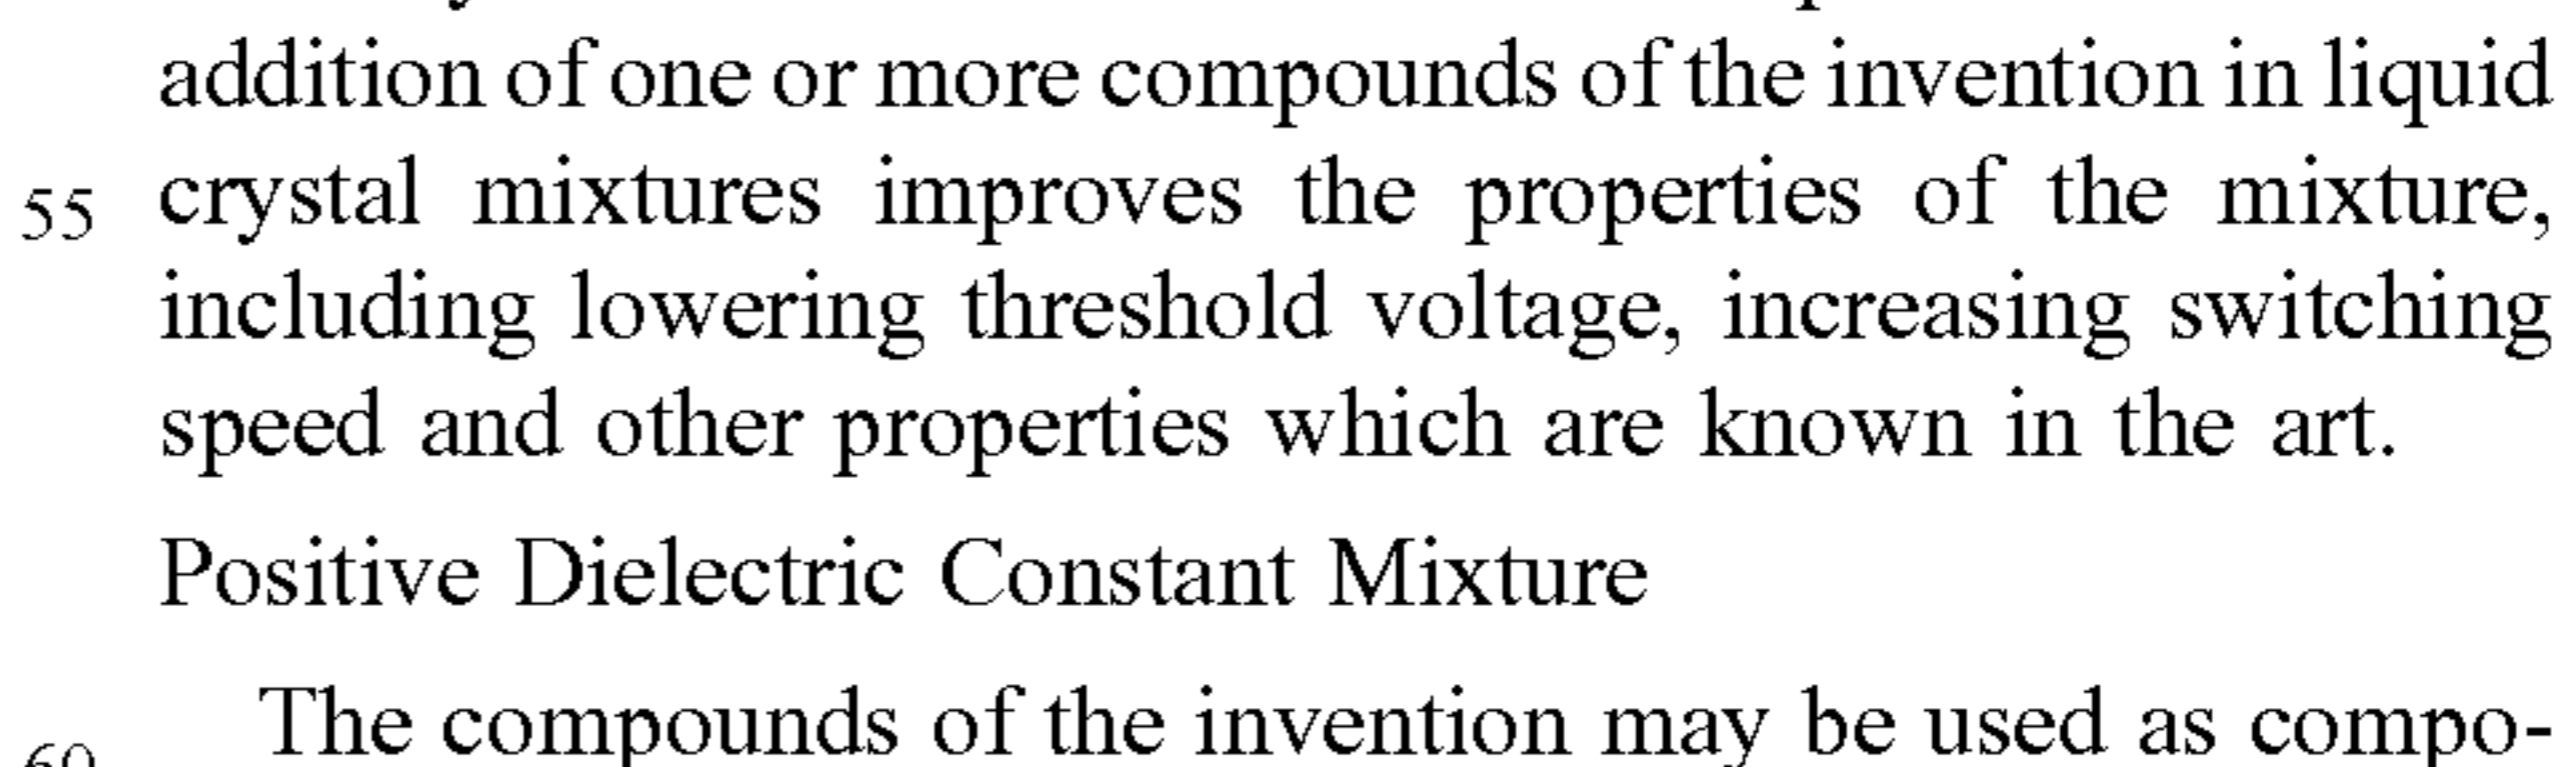 addition of one or more compounds of the invention in liquid
55 crystal mixtures improves the properties of the mixture,
including lowering threshold voltage, increasing switching
speed and other properties which are known in the art.
Positive Dielectric Constant Mixture
The compounds of the invention may be used as compo-
60